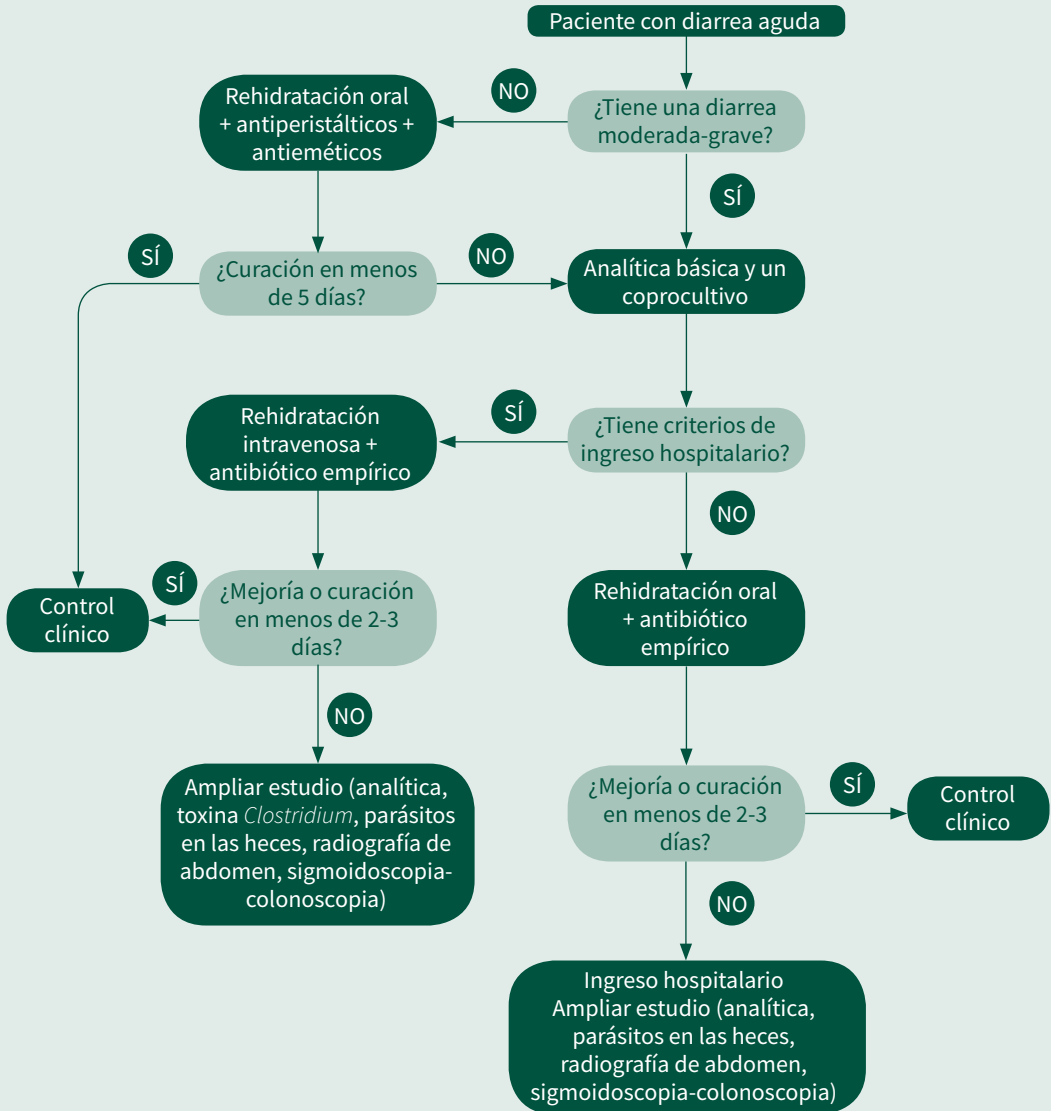 Paciente con diarrea aguda
NO
Rehidratación oral
+ antiperistálticos +
antieméticos
¿Tiene una diarrea
moderada-grave?
SÍ
SÍ
¿Curación en menos
de 5 días?
NO
Analítica básica y un
coprocultivo
Rehidratación
intravenosa +
antibiótico empírico
SÍ
¿Tiene criterios de
ingreso hospitalario?
NO
Control
clínico
SÍ
¿Mejoría o curación
en menos de 2-3
días?
Rehidratación oral
+ antibiótico
empírico
NO
Ampliar estudio (analítica,
toxina Clostridium, parásitos
en las heces, radiografía de
abdomen, sigmoidoscopia-
colonoscopia)
¿Mejoría o curación
en menos de 2-3
días?
SÍ
Control
clínico
NO
Ingreso hospitalario
Ampliar estudio (analítica,
parásitos en las heces,
radiografía de abdomen,
sigmoidoscopia-colonoscopia)